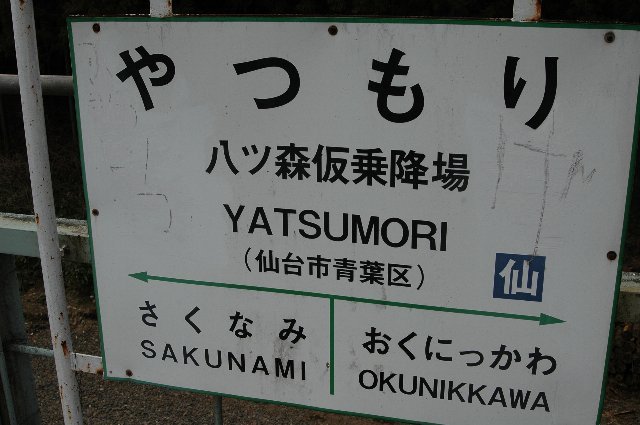 やつもり
八ツ森仮乗降場
YATSUMORI
(仙台市青葉区)
仙
さくなみ
SAKUNAMI
おくにっかわ
OKUNIKKAWA